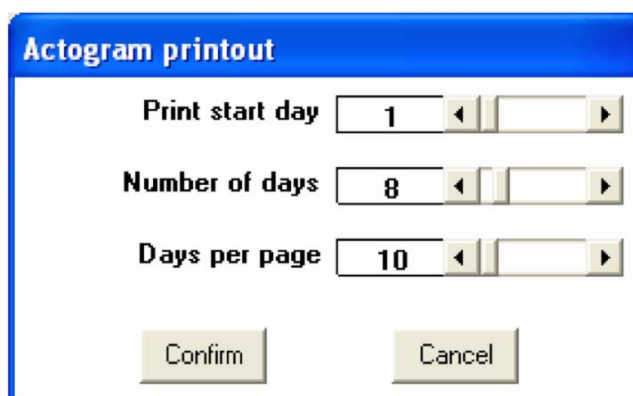 Actogram printout
Print start day 1
Number of days 8
Days per page 10
Confirm Cancel